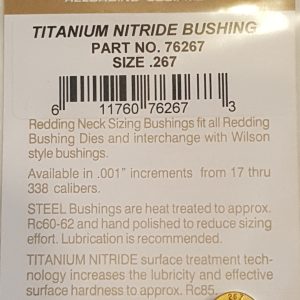 RELOADING EQUIPMENT
TITANIUM NITRIDE BUSHING
PART NO. 76267
SIZE .267
6 11760 76267 3
Redding Neck Sizing Bushings fit all Redding
Bushing Dies and interchange with Wilson
style bushings.
Available in .001" increments from 17 thru
338 calibers.
STEEL Bushings are heat treated to approx.
Rc60-62 and hand polished to reduce sizing
effort. Lubrication is recommended.
TITANIUM NITRIDE surface treatment tech-
nology increases the lubricity and effective
surface hardness to approx. Rc85.
267